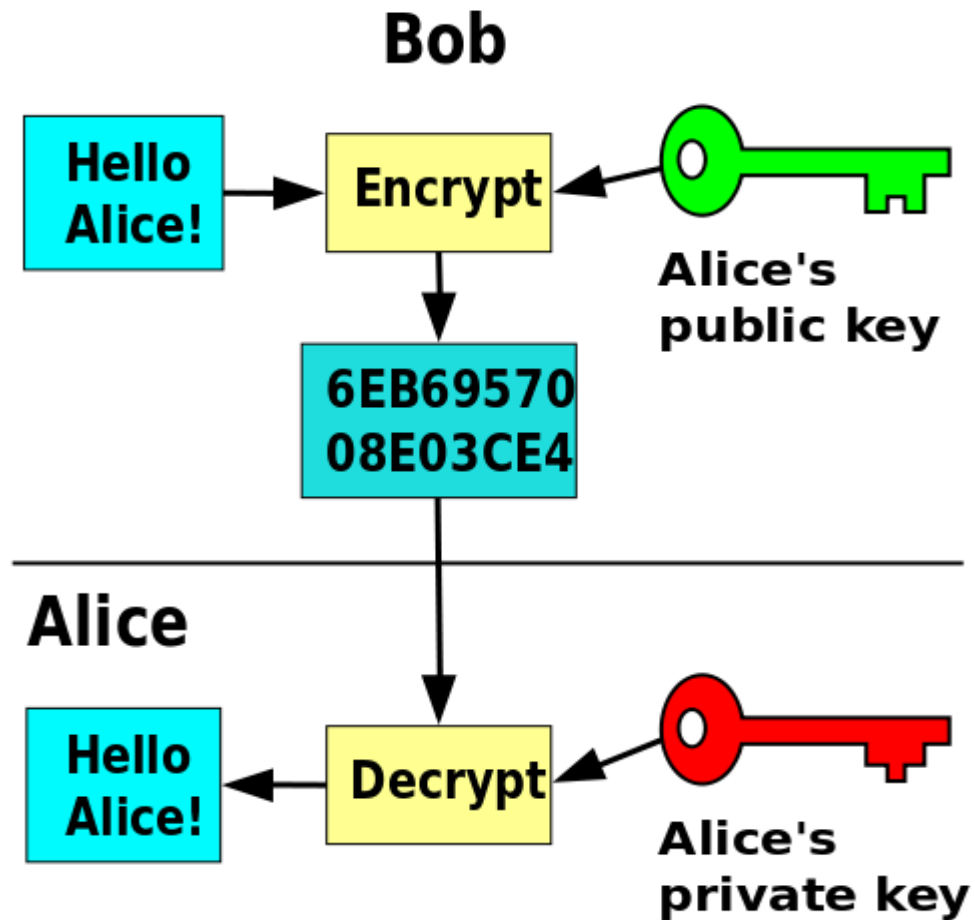 Bob
Hello
Alice!
Encrypt
Alice's
public key
6EB69570
08E03CE4
Alice
Hello
Alice!
Decrypt
Alice's
private key